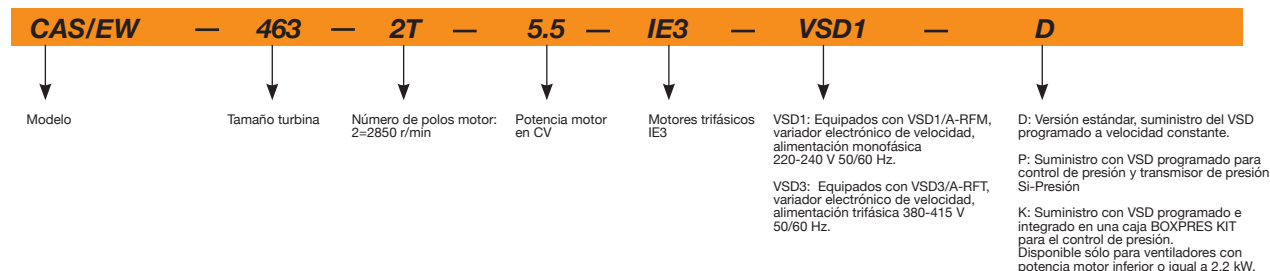 CAS/EW — 463 — 2T — 5.5 — IE3 — VSD1 — D
Modelo
Tamaño turbina
Número de polos motor:
2=2850 r/min
Potencia motor
en CV
Motores trifásicos
IE3
VSD1: Equipados con VSD1/A-RFM,
variador electrónico de velocidad,
alimentación monofásica
220-240 V 50/60 Hz.
VSD3: Equipados con VSD3/A-RFT,
variador electrónico de velocidad,
alimentación trifásica 380-415 V
50/60 Hz.
D: Versión estándar, suministro del VSD
programado a velocidad constante.
P: Suministro con VSD programado para
control de presión y transmisor de presión
Si-Presión
K: Suministro con VSD programado e
integrado en una caja BOXPRES KIT
para el control de presión.
Disponible sólo para ventiladores con
potencia motor inferior o igual a 2.2 kW.